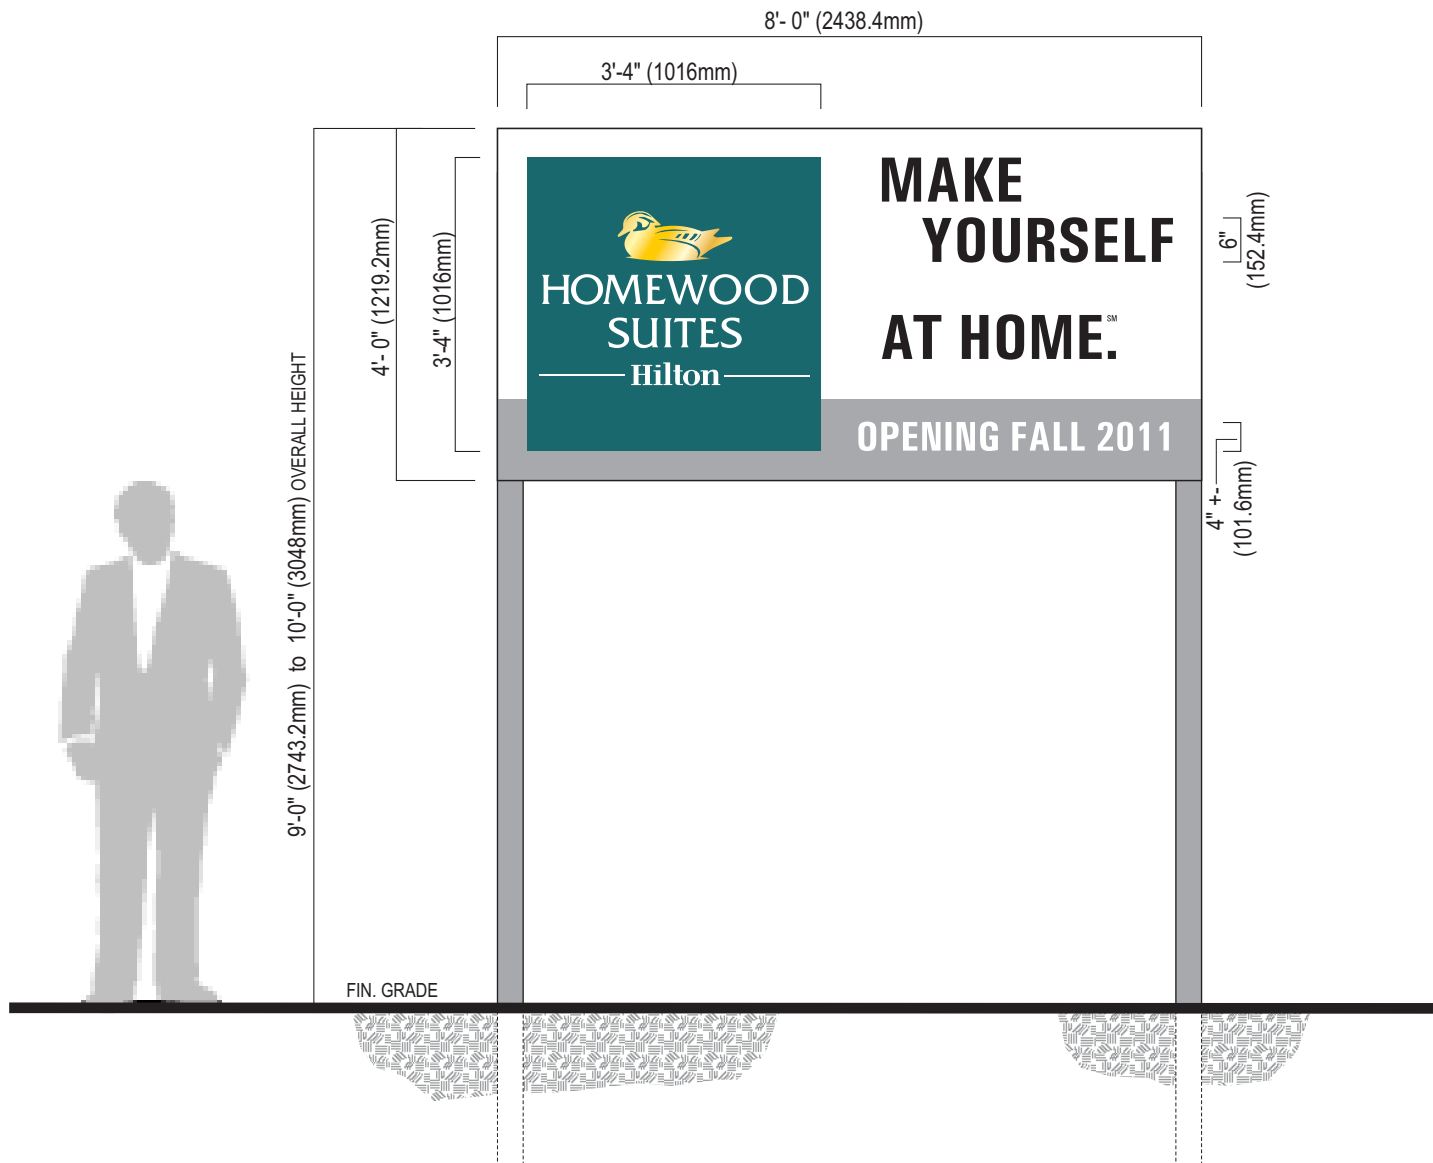 8'- 0" (2438.4mm)
3'-4" (1016mm)
4'- 0" (1219.2mm)
3'-4" (1016mm)
9'-0" (2743.2mm) to 10'-0" (3048mm) OVERALL HEIGHT
HOMEWOOD
SUITES
Hilton
MAKE
YOURSELF
AT HOME.℠
OPENING FALL 2011
6"
(152.4mm)
4" +-
(101.6mm)
FIN. GRADE